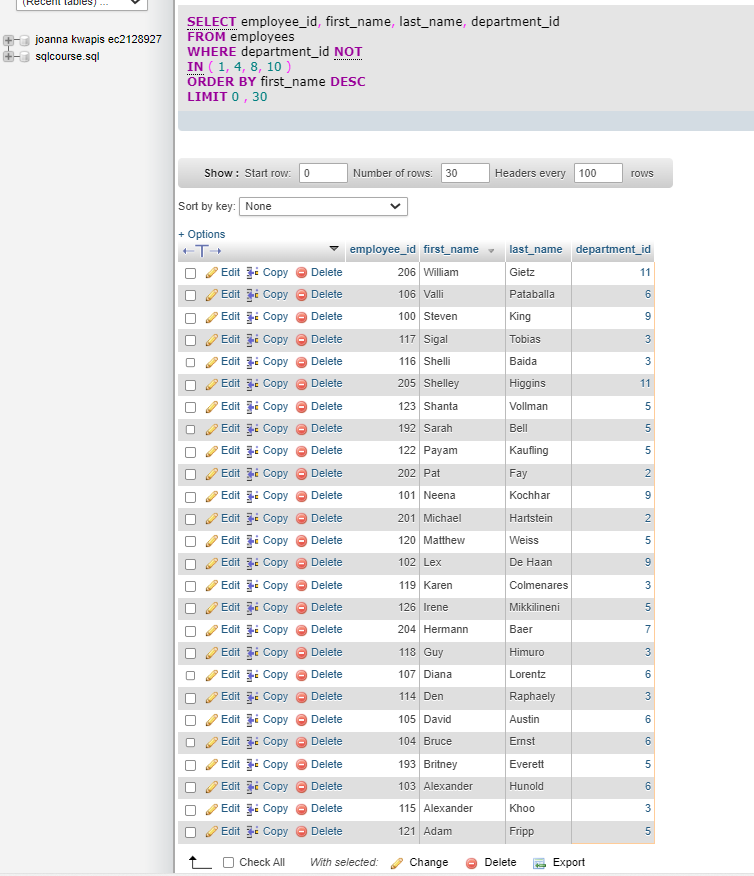 (Recent tables) ...
joanna kwapis ec2128927
sqlcourse.sql
SELECT employee_id, first_name, last_name, department_id
FROM employees
WHERE department_id NOT
IN ( 1, 4, 8, 10 )
ORDER BY first_name DESC
LIMIT 0 , 30
Show : Start row: 0 Number of rows: 30 Headers every 100 rows
Sort by key: None
+ Options
←T→ employee_id first_name last_name department_id
Edit Copy Delete 206 William Gietz 11
Edit Copy Delete 106 Valli Pataballa 6
Edit Copy Delete 100 Steven King 9
Edit Copy Delete 117 Sigal Tobias 3
Edit Copy Delete 116 Shelli Baida 3
Edit Copy Delete 205 Shelley Higgins 11
Edit Copy Delete 123 Shanta Vollman 5
Edit Copy Delete 192 Sarah Bell 5
Edit Copy Delete 122 Payam Kaufling 5
Edit Copy Delete 202 Pat Fay 2
Edit Copy Delete 101 Neena Kochhar 9
Edit Copy Delete 201 Michael Hartstein 2
Edit Copy Delete 120 Matthew Weiss 5
Edit Copy Delete 102 Lex De Haan 9
Edit Copy Delete 119 Karen Colmenares 3
Edit Copy Delete 126 Irene Mikkilineni 5
Edit Copy Delete 204 Hermann Baer 7
Edit Copy Delete 118 Guy Himuro 3
Edit Copy Delete 107 Diana Lorentz 6
Edit Copy Delete 114 Den Raphaely 3
Edit Copy Delete 105 David Austin 6
Edit Copy Delete 104 Bruce Ernst 6
Edit Copy Delete 193 Britney Everett 5
Edit Copy Delete 103 Alexander Hunold 6
Edit Copy Delete 115 Alexander Khoo 3
Edit Copy Delete 121 Adam Fripp 5
Check All With selected: Change Delete Export